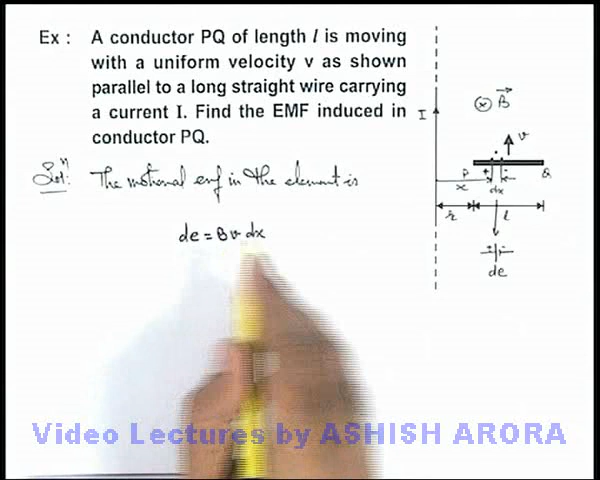 Ex : A conductor PQ of length l is moving
with a uniform velocity v as shown
parallel to a long straight wire carrying
a current I. Find the EMF induced in
conductor PQ.
Solⁿ: The motional emf in the element is
de = Bv dx
⊗ B⃗
I
v
P + - Q
x dx
r l
+ -
de
Video Lectures by ASHISH ARORA